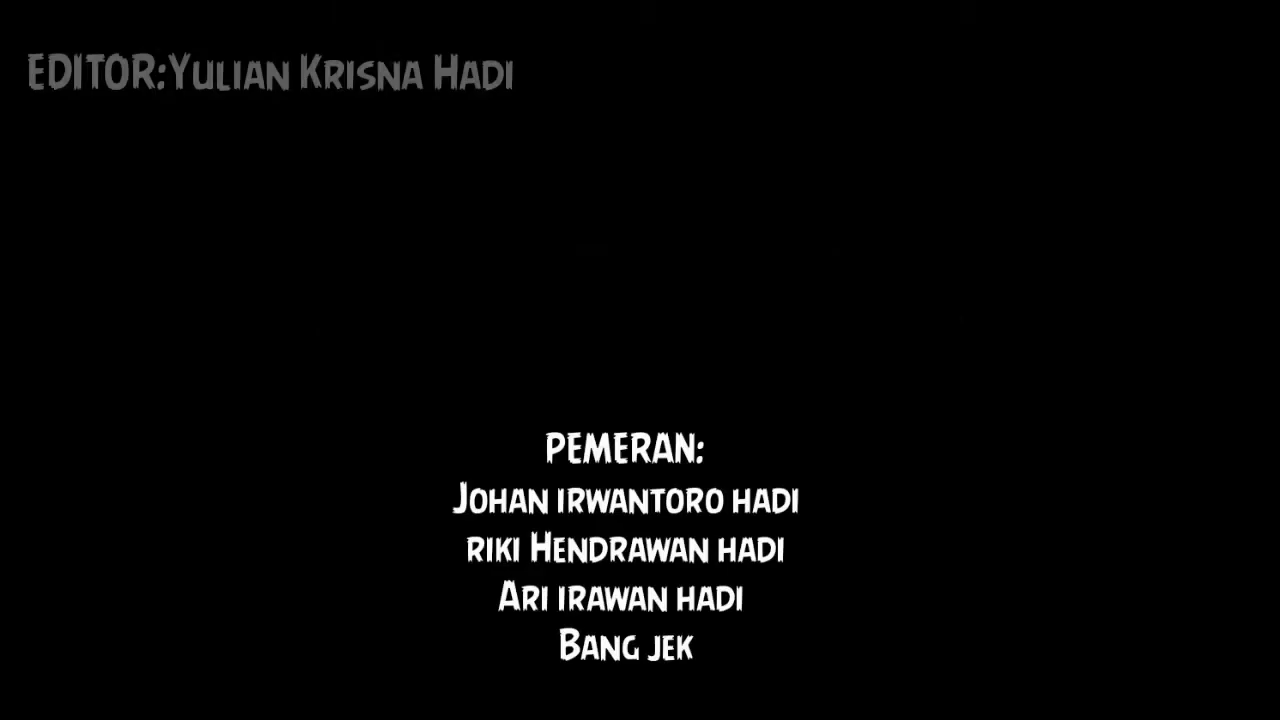 EDITOR:Yulian Krisna Hadi
PEMERAN:
Johan irwantoro hadi
riki Hendrawan hadi
Ari irawan hadi
Bang jek